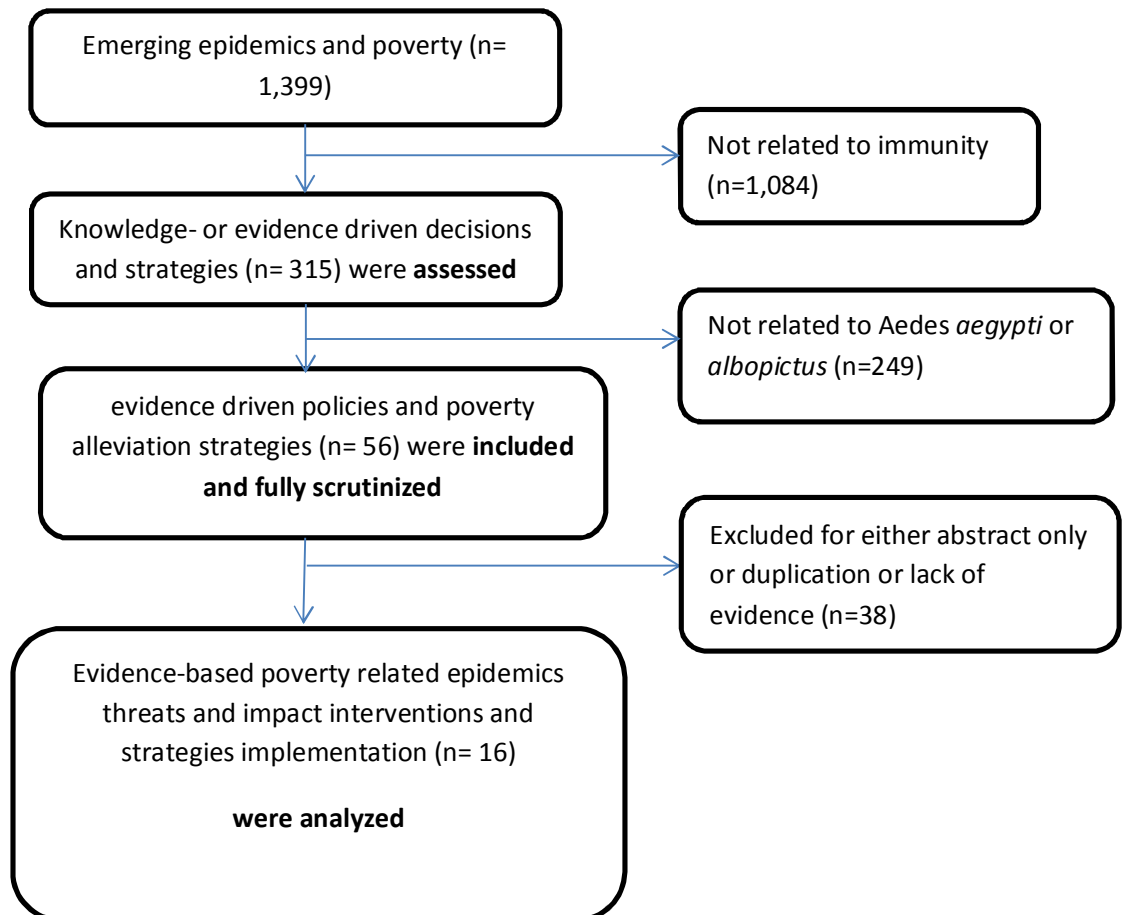 Emerging epidemics and poverty (n=
1,399)
Not related to immunity
(n=1,084)
Knowledge- or evidence driven decisions
and strategies (n= 315) were assessed
Not related to Aedes aegypti or
albopictus (n=249)
evidence driven policies and poverty
alleviation strategies (n= 56) were included
and fully scrutinized
Excluded for either abstract only
or duplication or lack of
evidence (n=38)
Evidence-based poverty related epidemics
threats and impact interventions and
strategies implementation (n= 16)
were analyzed